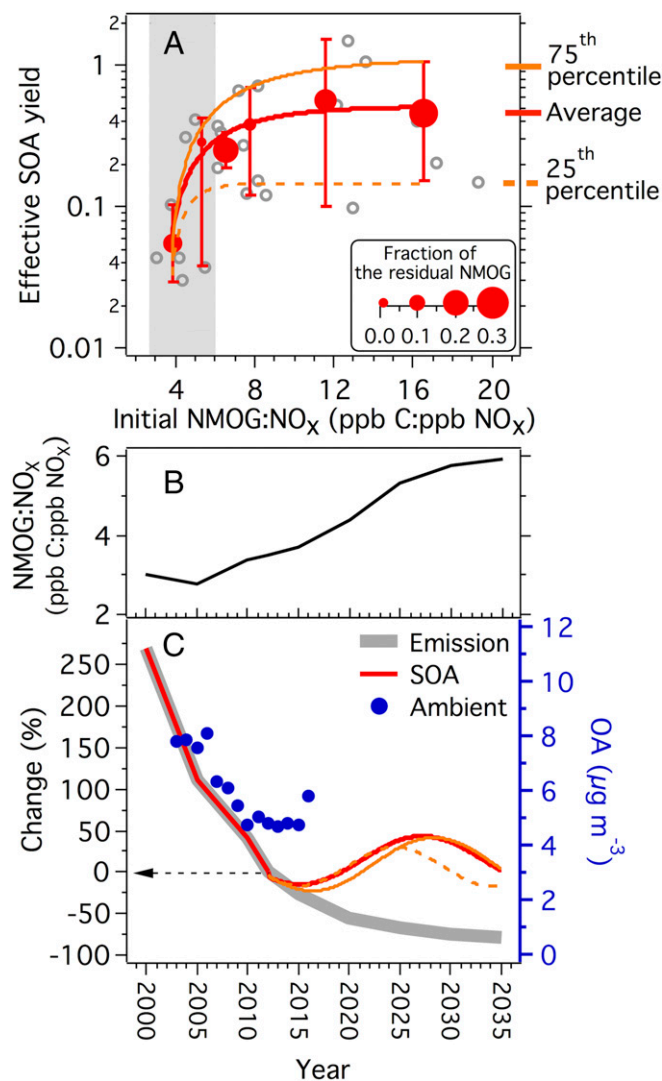 A
Effective SOA yield
2
1
4
2
0.1
4
2
0.01
75th
percentile
Average
25th
percentile
Fraction of
the residual NMOG
0.0 0.1 0.2 0.3
4 8 12 16 20
Initial NMOG:NOX (ppb C:ppb NOX)
B
NMOG:NOX
(ppb C:ppb NOX)
6
4
2
C
Emission
SOA
Ambient
Change (%)
250
200
150
100
50
0
-50
-100
12
10
8
6
4
2
0
OA (µg m-3)
2000 2005 2010 2015 2020 2025 2030 2035
Year